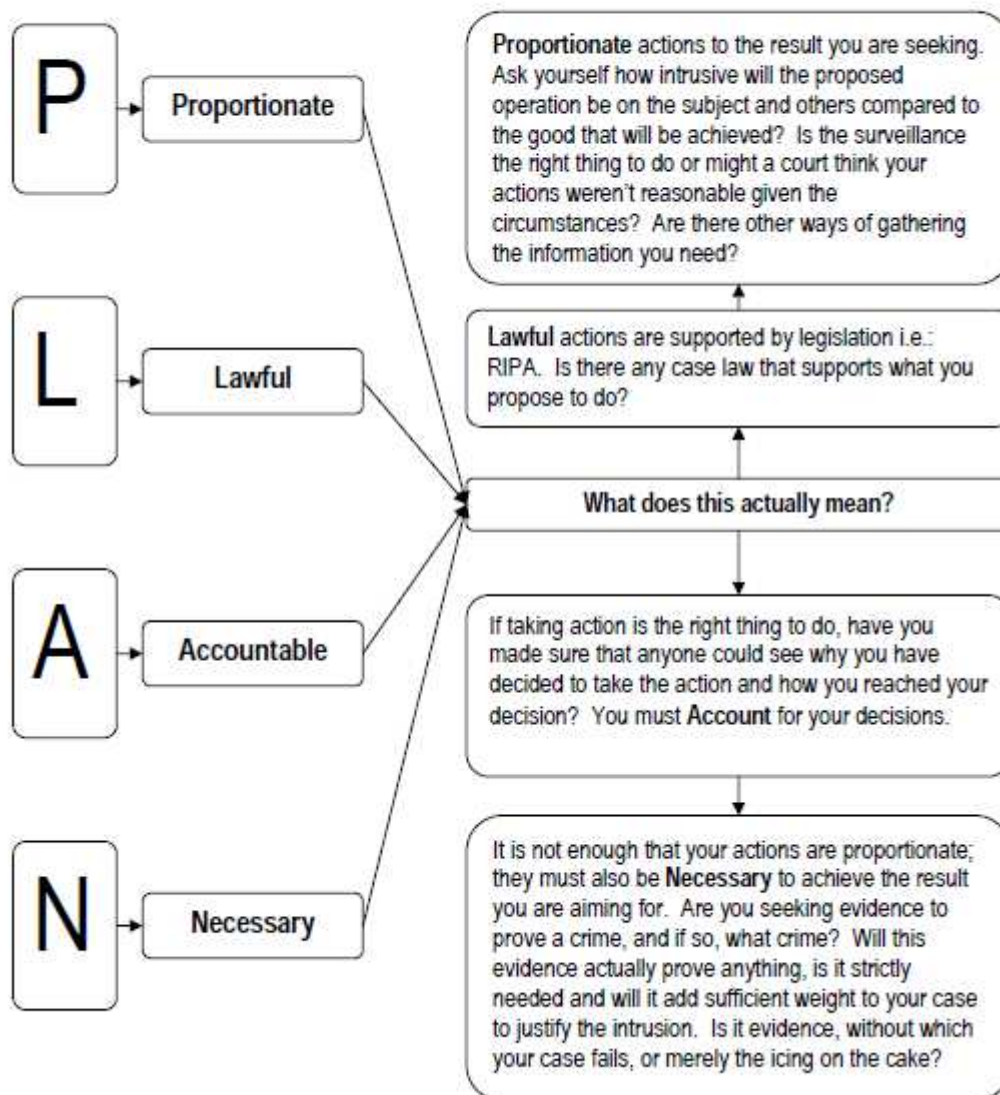 P
Proportionate
Proportionate actions to the result you are seeking.
Ask yourself how intrusive will the proposed
operation be on the subject and others compared to
the good that will be achieved? Is the surveillance
the right thing to do or might a court think your
actions weren't reasonable given the
circumstances? Are there other ways of gathering
the information you need?
L
Lawful
Lawful actions are supported by legislation i.e.:
RIPA. Is there any case law that supports what you
propose to do?
What does this actually mean?
A
Accountable
If taking action is the right thing to do, have you
made sure that anyone could see why you have
decided to take the action and how you reached your
decision? You must Account for your decisions.
N
Necessary
It is not enough that your actions are proportionate;
they must also be Necessary to achieve the result
you are aiming for. Are you seeking evidence to
prove a crime, and if so, what crime? Will this
evidence actually prove anything, is it strictly
needed and will it add sufficient weight to your case
to justify the intrusion. Is it evidence, without which
your case fails, or merely the icing on the cake?